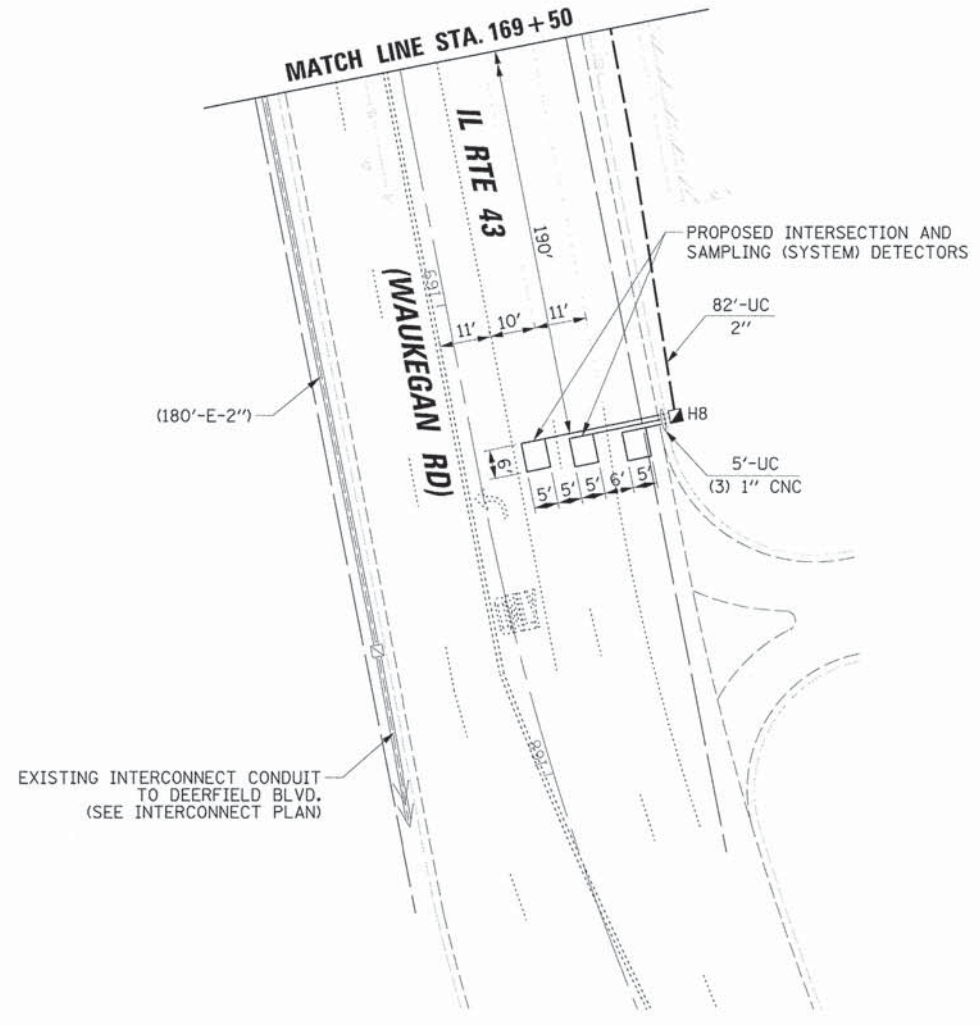 MATCH LINE STA. 169+50
IL RTE 43
(WAUKEGAN RD)
190'
PROPOSED INTERSECTION AND
SAMPLING (SYSTEM) DETECTORS
82'-UC
2"
169
11'
10'
11'
(180'-E-2")
H8
6'
5'-UC
(3) 1" CNC
5'
5'
5'
6'
5'
168
EXISTING INTERCONNECT CONDUIT
TO DEERFIELD BLVD.
(SEE INTERCONNECT PLAN)